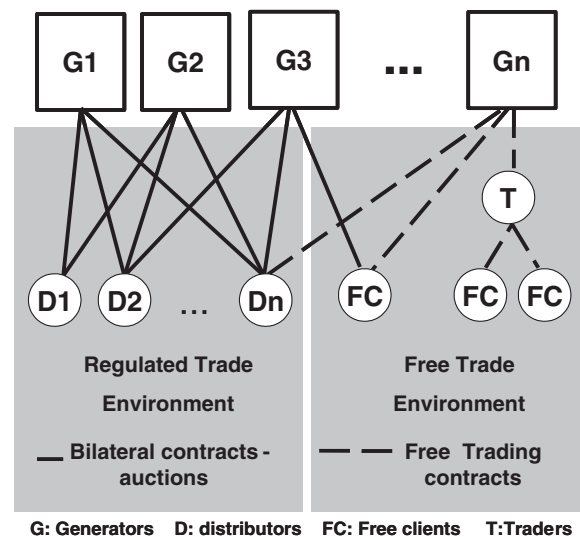 G1 G2 G3 ... Gn
T
D1 D2 ... Dn FC FC FC
Regulated Trade
Environment
Free Trade
Environment
Bilateral contracts -
auctions
Free Trading
contracts
G: Generators D: distributors FC: Free clients T:Traders